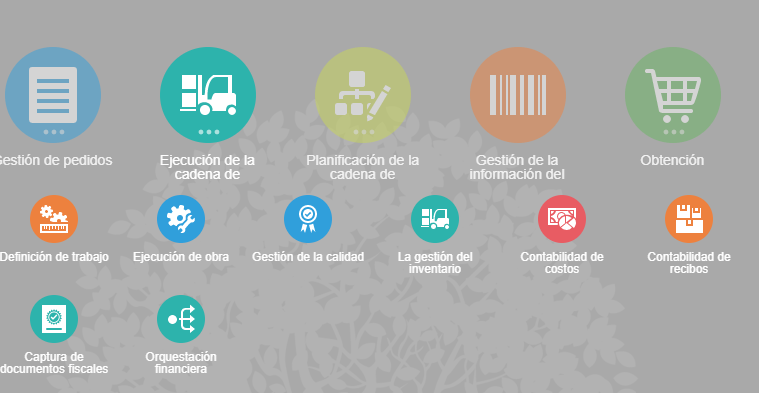 Gestión de pedidos
Ejecución de la
cadena de
Planificación de la
cadena de
Gestión de la
información del
Obtención
Definición de trabajo
Ejecución de obra
Gestión de la calidad
La gestión del
inventario
Contabilidad de
costos
Contabilidad de
recibos
Captura de
documentos fiscales
Orquestación
financiera